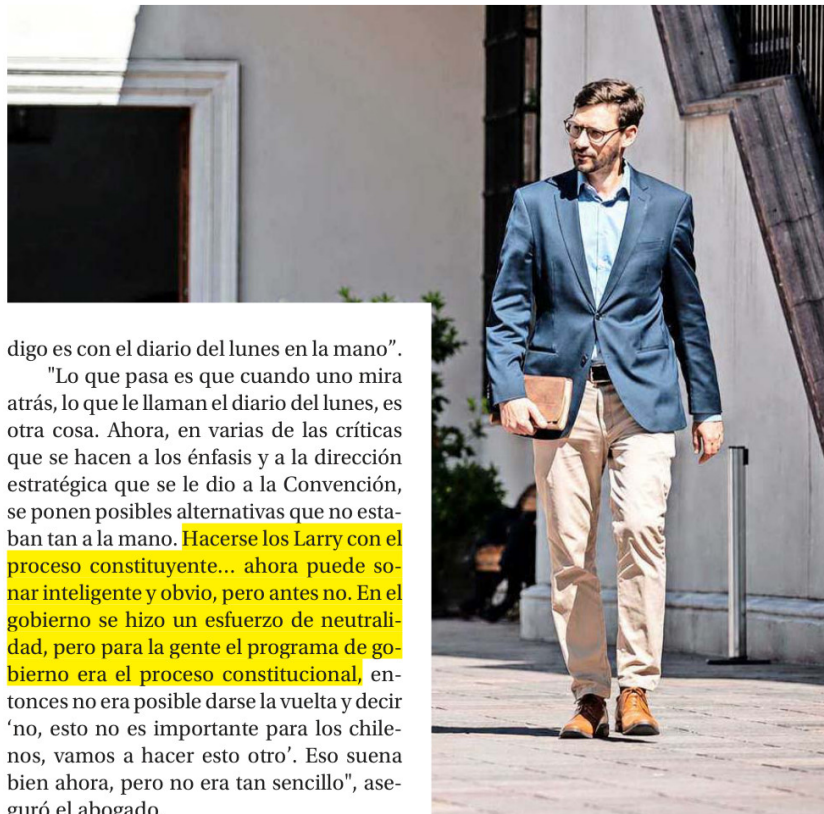 digo es con el diario del lunes en la mano”.
"Lo que pasa es que cuando uno mira
atrás, lo que le llaman el diario del lunes, es
otra cosa. Ahora, en varias de las críticas
que se hacen a los énfasis y a la dirección
estratégica que se le dio a la Convención,
se ponen posibles alternativas que no esta-
ban tan a la mano. Hacerse los Larry con el
proceso constituyente... ahora puede so-
nar inteligente y obvio, pero antes no. En el
gobierno se hizo un esfuerzo de neutrali-
dad, pero para la gente el programa de go-
bierno era el proceso constitucional, en-
tonces no era posible darse la vuelta y decir
‘no, esto no es importante para los chile-
nos, vamos a hacer esto otro’. Eso suena
bien ahora, pero no era tan sencillo", ase-
guró el abogado